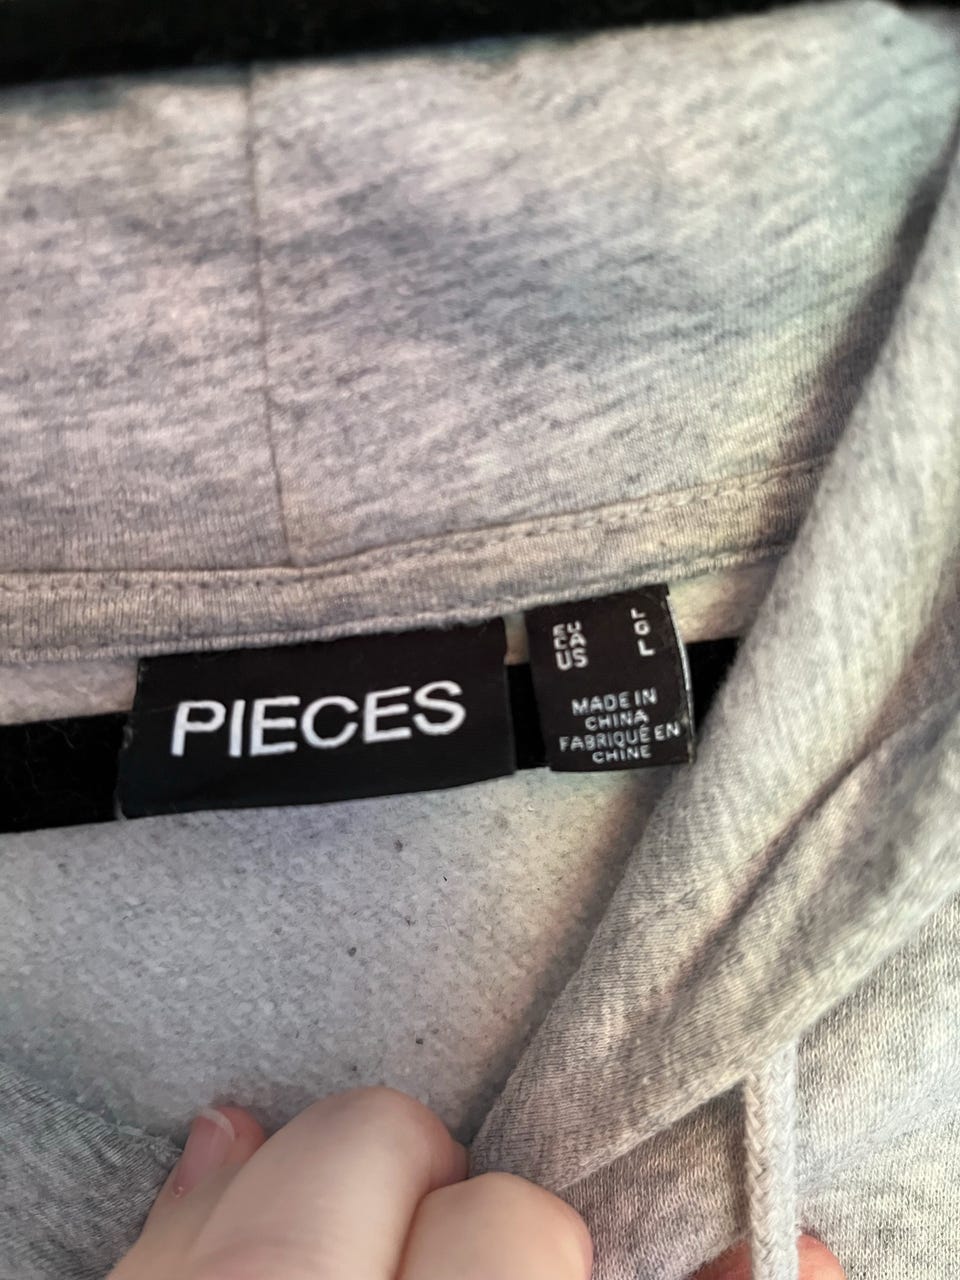 PIECES
EU L
CA G
US L
MADE IN
CHINA
FABRIQUÉ EN
CHINE